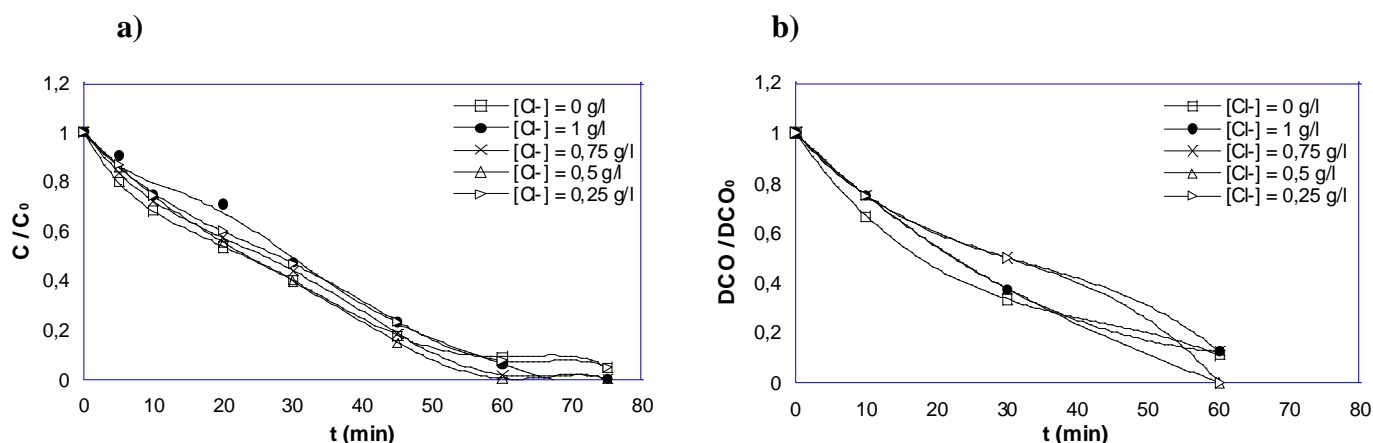 a)
C / C₀
1,2
1
0,8
0,6
0,4
0,2
0
0
10
20
30
40
50
60
70
80
t (min)
[Cl-] = 0 g/l
[Cl-] = 1 g/l
[Cl-] = 0,75 g/l
[Cl-] = 0,5 g/l
[Cl-] = 0,25 g/l
b)
DCO / DCO₀
1,2
1
0,8
0,6
0,4
0,2
0
0
10
20
30
40
50
60
70
80
t (min)
[Cl-] = 0 g/l
[Cl-] = 1 g/l
[Cl-] = 0,75 g/l
[Cl-] = 0,5 g/l
[Cl-] = 0,25 g/l